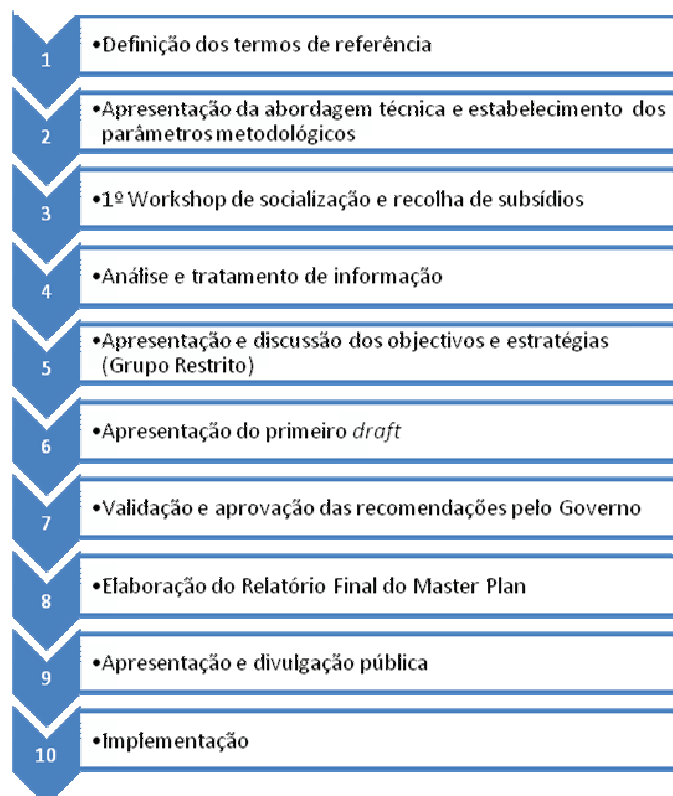 1 •Definição dos termos de referência
2 •Apresentação da abordagem técnica e estabelecimento dos
parâmetros metodológicos
3 •1º Workshop de socialização e recolha de subsídios
4 •Análise e tratamento de informação
5 •Apresentação e discussão dos objectivos e estratégias
(Grupo Restrito)
6 •Apresentação do primeiro draft
7 •Validação e aprovação das recomendações pelo Governo
8 •Elaboração do Relatório Final do Master Plan
9 •Apresentação e divulgação pública
10 •Implementação